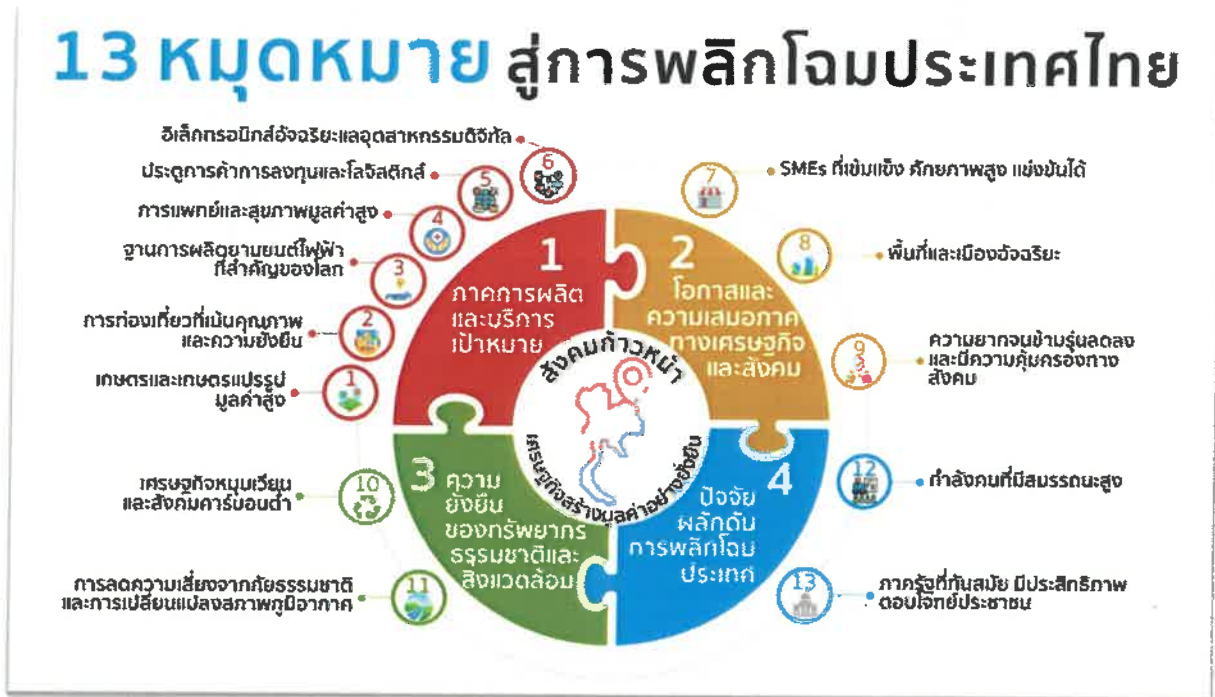 13 หมุดหมาย สู่การพลิกโฉมประเทศไทย
อิเล็กทรอนิกส์อัจฉริยะและอุตสาหกรรมดิจิทัล
6
ประตูการค้าการลงทุนและโลจิสติกส์
5
การแพทย์และสุขภาพมูลค่าสูง
4
ฐานการผลิตยานยนต์ไฟฟ้า
ที่สำคัญของโลก
3
การท่องเที่ยวที่เน้นคุณภาพ
และความยั่งยืน
2
เกษตรและเกษตรแปรรูป
มูลค่าสูง
1
1
ภาคการผลิต
และบริการ
เป้าหมาย
7
SMEs ที่เข้มแข็ง ศักยภาพสูง แข่งขันได้
8
พื้นที่และเมืองอัจฉริยะ
9
ความยากจนข้ามรุ่นลดลง
และมีความคุ้มครองทาง
สังคม
2
โอกาสและ
ความเสมอภาค
ทางเศรษฐกิจ
และสังคม
สังคมก้าวหน้า
เศรษฐกิจสร้างมูลค่าอย่างยั่งยืน
10
เศรษฐกิจหมุนเวียน
และสังคมคาร์บอนต่ำ
11
การลดความเสี่ยงจากภัยธรรมชาติ
และการเปลี่ยนแปลงสภาพภูมิอากาศ
3
ความ
ยั่งยืน
ของทรัพยากร
ธรรมชาติและ
สิ่งแวดล้อม
4
ปัจจัย
ผลักดัน
การพลิกโฉม
ประเทศ
12
กำลังคนที่มีสมรรถนะสูง
13
ภาครัฐที่ทันสมัย มีประสิทธิภาพ
ตอบโจทย์ประชาชน